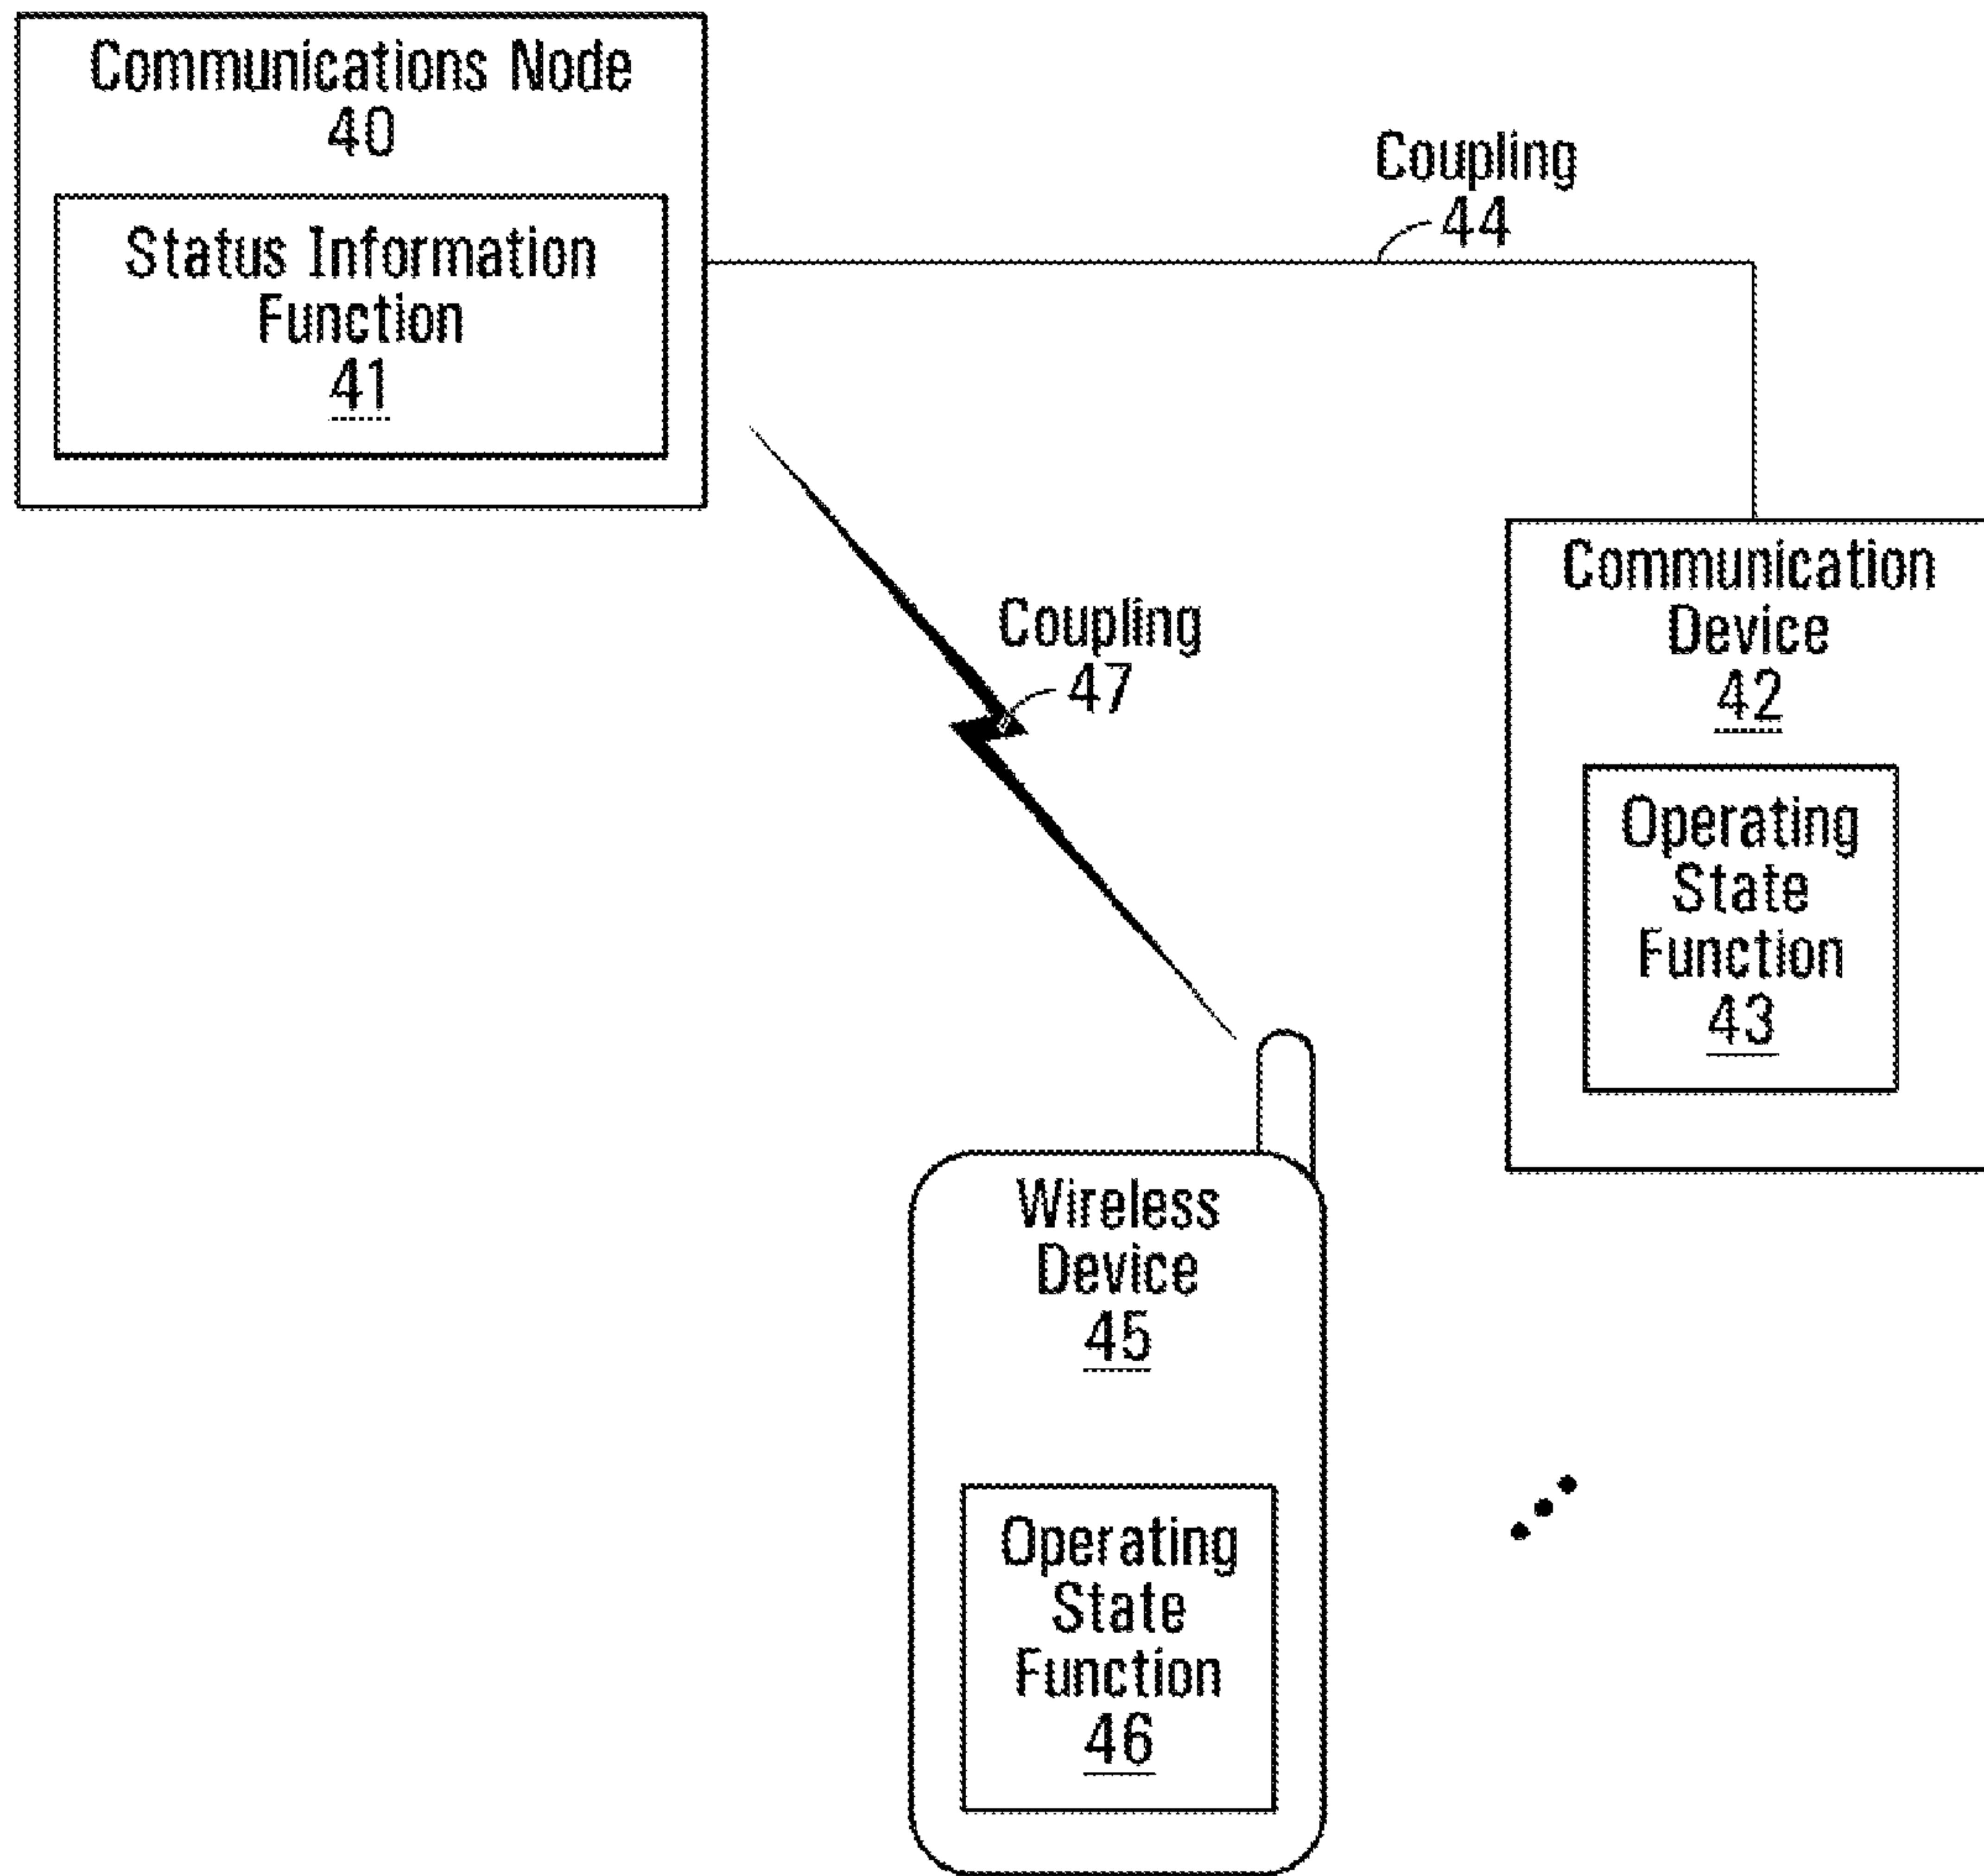 Communications Node
40
Status Information
Function
41
Coupling
44
Coupling
47
Communication
Device
42
Operating
State
Function
43
Wireless
Device
45
Operating
State
Function
46